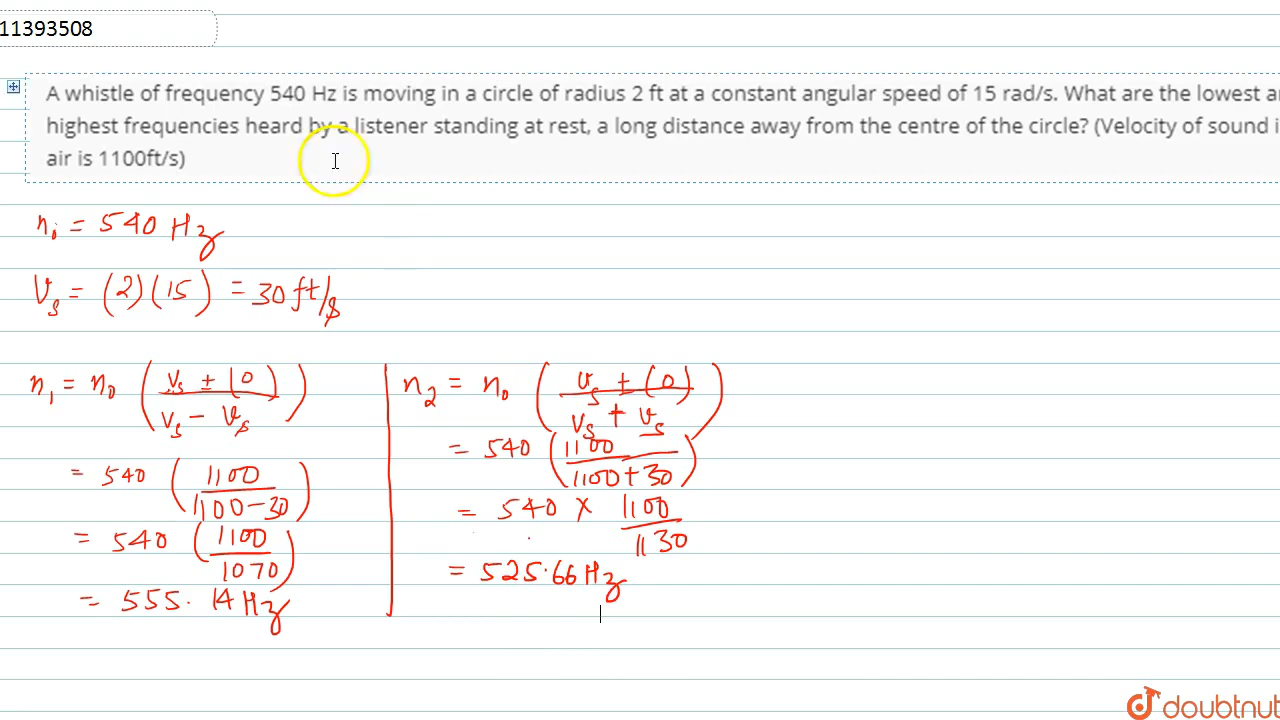 11393508
A whistle of frequency 540 Hz is moving in a circle of radius 2 ft at a constant angular speed of 15 rad/s. What are the lowest
highest frequencies heard by a listener standing at rest, a long distance away from the centre of the circle? (Velocity of sound
air is 1100ft/s)
n₀ = 540 Hz
Vs = (2)(15) = 30 ft/s
n₁ = n₀ (Vs ± (0) / Vs − Vs)
= 540 (1100 / 1100 − 30)
= 540 (1100 / 1070)
= 555.14 Hz
n₂ = n₀ (Vs ± (0) / Vs + Vs)
= 540 (1100 / 1100 + 30)
= 540 × 1100 / 1130
= 525.66 Hz
doubtnut